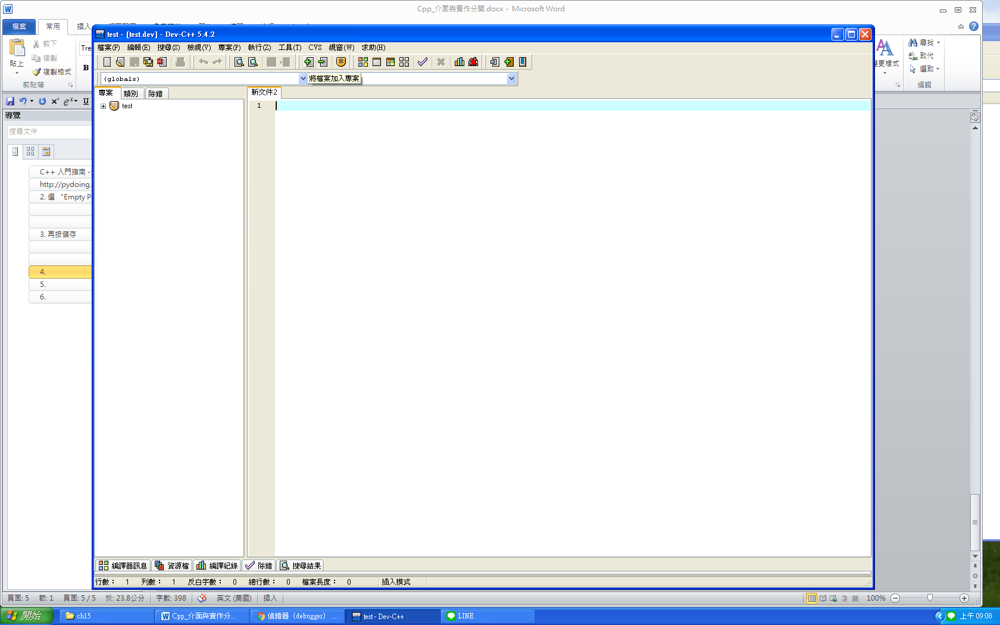 Cpp_介面與實作分開.docx - Microsoft Word
檔案
常用
插入
test - [test.dev] - Dev-C++ 5.4.2
檔案(F) 編輯(E) 搜尋(S) 檢視(V) 專案(P) 執行(Z) 工具(T) CVS 視窗(W) 求助(H)
貼上
剪下
複製
複製格式
剪貼簿
Tre
B
U
(globals)
將檔案加入專案
變更樣式
尋找
取代
選取
編輯
專案 類別 除錯
test
新文件2
1
導覽
搜尋文件
C++ 入門指南 -
http://pydoing.
2. 選 “Empty P
3. 再按儲存
4.
5.
6.
編譯器訊息 資源檔 編譯紀錄 除錯 搜尋結果
行數： 1 列數： 1 反白字數： 0 總行數： 0 檔案長度： 0 插入模式
頁面: 5 節: 1 頁面: 5 / 5 於: 23.8公分 字數: 398 英文 (美國) 插入 100%
開始 ch15 Cpp_介面與實作分... 偵錯器（debugger） ... test - Dev-C++ LINE 上午 09:08